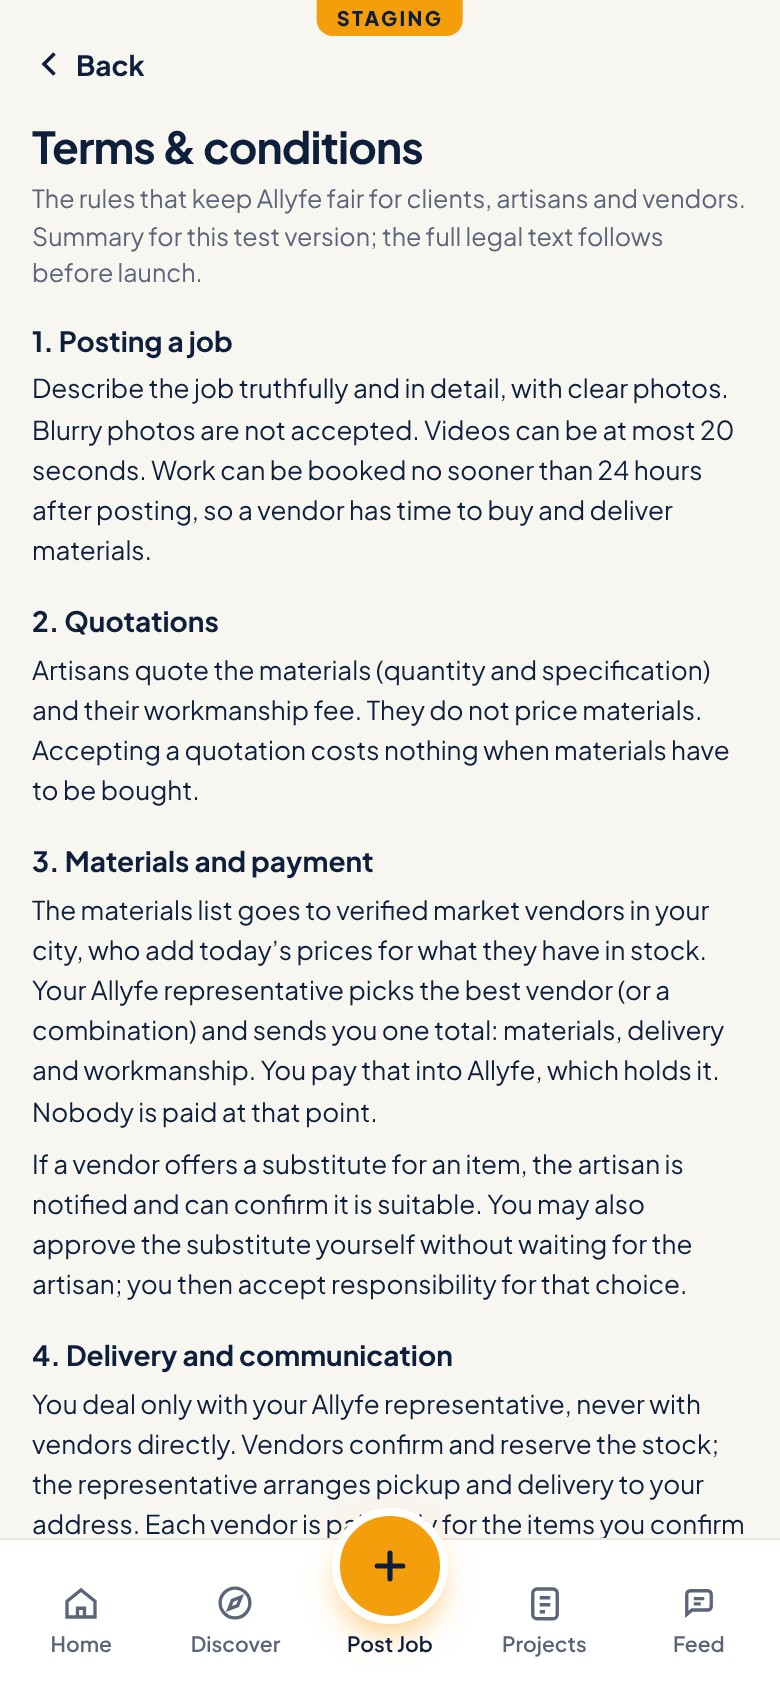 STAGING
Back
Terms & conditions
The rules that keep Allyfe fair for clients, artisans and vendors.
Summary for this test version; the full legal text follows
before launch.
1. Posting a job
Describe the job truthfully and in detail, with clear photos.
Blurry photos are not accepted. Videos can be at most 20
seconds. Work can be booked no sooner than 24 hours
after posting, so a vendor has time to buy and deliver
materials.
2. Quotations
Artisans quote the materials (quantity and specification)
and their workmanship fee. They do not price materials.
Accepting a quotation costs nothing when materials have
to be bought.
3. Materials and payment
The materials list goes to verified market vendors in your
city, who add today’s prices for what they have in stock.
Your Allyfe representative picks the best vendor (or a
combination) and sends you one total: materials, delivery
and workmanship. You pay that into Allyfe, which holds it.
Nobody is paid at that point.
If a vendor offers a substitute for an item, the artisan is
notified and can confirm it is suitable. You may also
approve the substitute yourself without waiting for the
artisan; you then accept responsibility for that choice.
4. Delivery and communication
You deal only with your Allyfe representative, never with
vendors directly. Vendors confirm and reserve the stock;
the representative arranges pickup and delivery to your
address. Each vendor is for the items you confirm
Home
Discover
Post Job
Projects
Feed